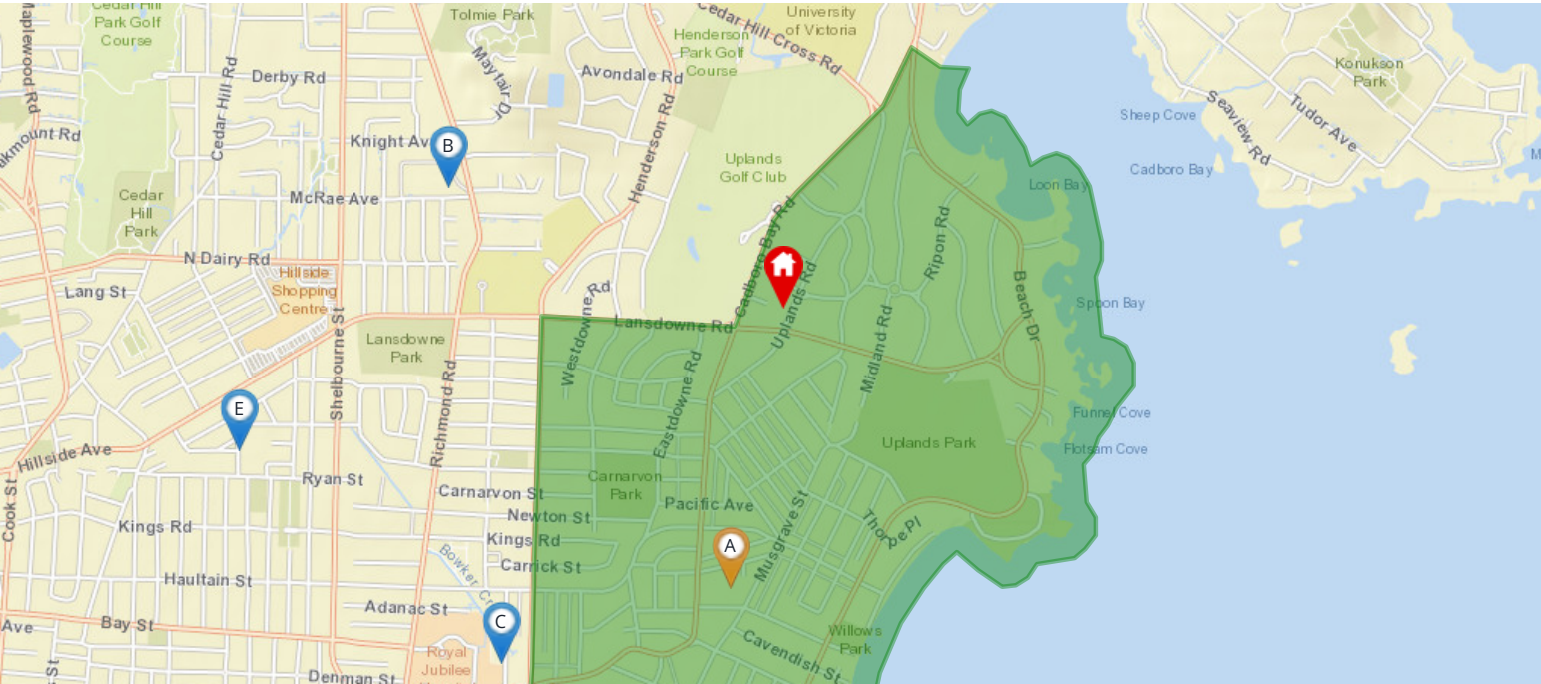 Cedar Hill
Park Golf
Course
Tolmie Park
University
of Victoria
Cedar Hill Cross Rd
Henderson
Park Golf
Course
Maplewood Rd
Derby Rd
Cedar Hill Rd
Mayfair Dr
Avondale Rd
Konukson
Park
Seaview Rd
Tudor Ave
Sheep Cove
Knight Av
B
Henderson Rd
Uplands
Golf Club
Cadboro Bay
Loon Bay
McRae Ave
Cedar
Hill
Park
Cadboro Bay Rd
Ripon Rd
N Dairy Rd
Hillside
Shopping
Centre
Lang St
Westdowne Rd
Uplands Rd
Beach Dr
Spoon Bay
Lansdowne Rd
Midland Rd
Lansdowne
Park
Shelbourne St
Richmond Rd
Eastdowne Rd
E
Funnel Cove
Uplands Park
Flotsam Cove
Hillside Ave
Cook St
Ryan St
Carnarvon St
Carnarvon
Park
Pacific Ave
Newton St
Musgrave St
Thorpe Pl
Kings Rd
Kings Rd
A
Carrick St
Haultain St
Bowker Cr
Adanac St
C
Ave
Bay St
Willows
Park
Cavendish St
Royal
Jubilee
Denman St